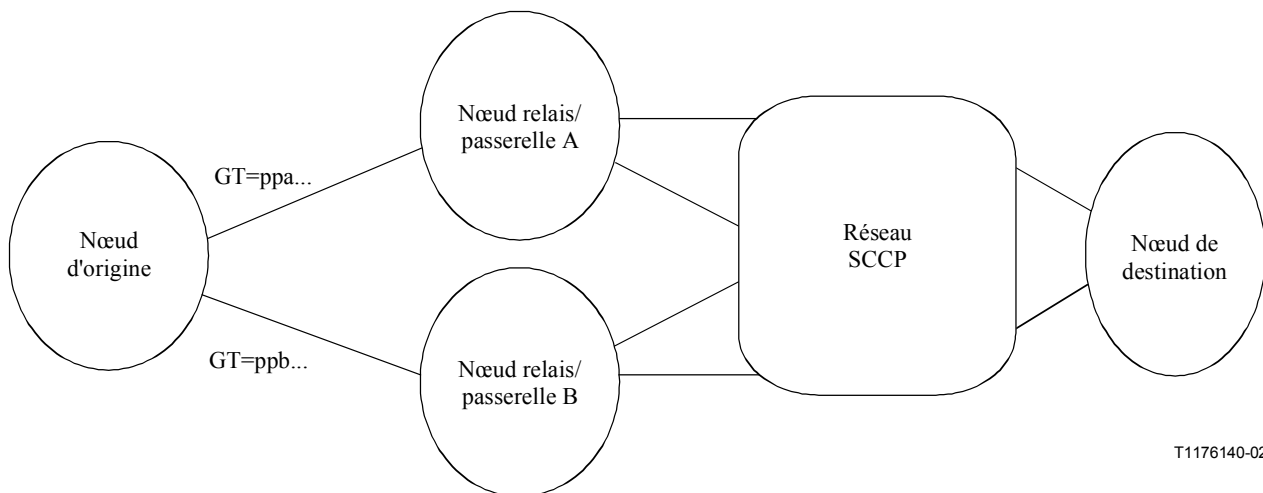 Nœud relais/
passerelle A
GT=ppa...
Nœud
d'origine
Réseau
SCCP
Nœud de
destination
GT=ppb...
Nœud relais/
passerelle B
T1176140-02